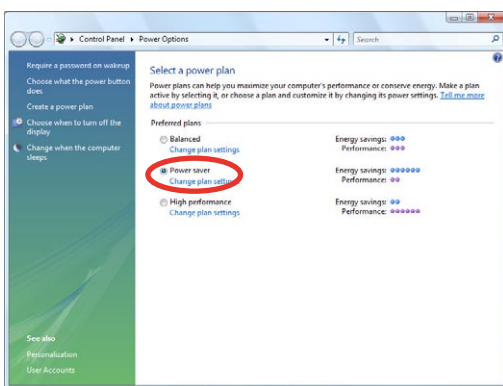 Control Panel Power Options
Search
Require a password on wakeup
Choose what the power button
does
Create a power plan
Choose when to turn off the
display
Change when the computer
sleeps
Select a power plan
Power plans can help you maximize your computer's performance or conserve energy. Make a plan
active by selecting it, or choose a plan and customize it by changing its power settings. Tell me more
about power plans
Preferred plans
Balanced Energy savings:
Change plan settings Performance:
Power saver Energy savings:
Change plan settings Performance:
High performance Energy savings:
Change plan settings Performance:
See also
Personalization
User Accounts